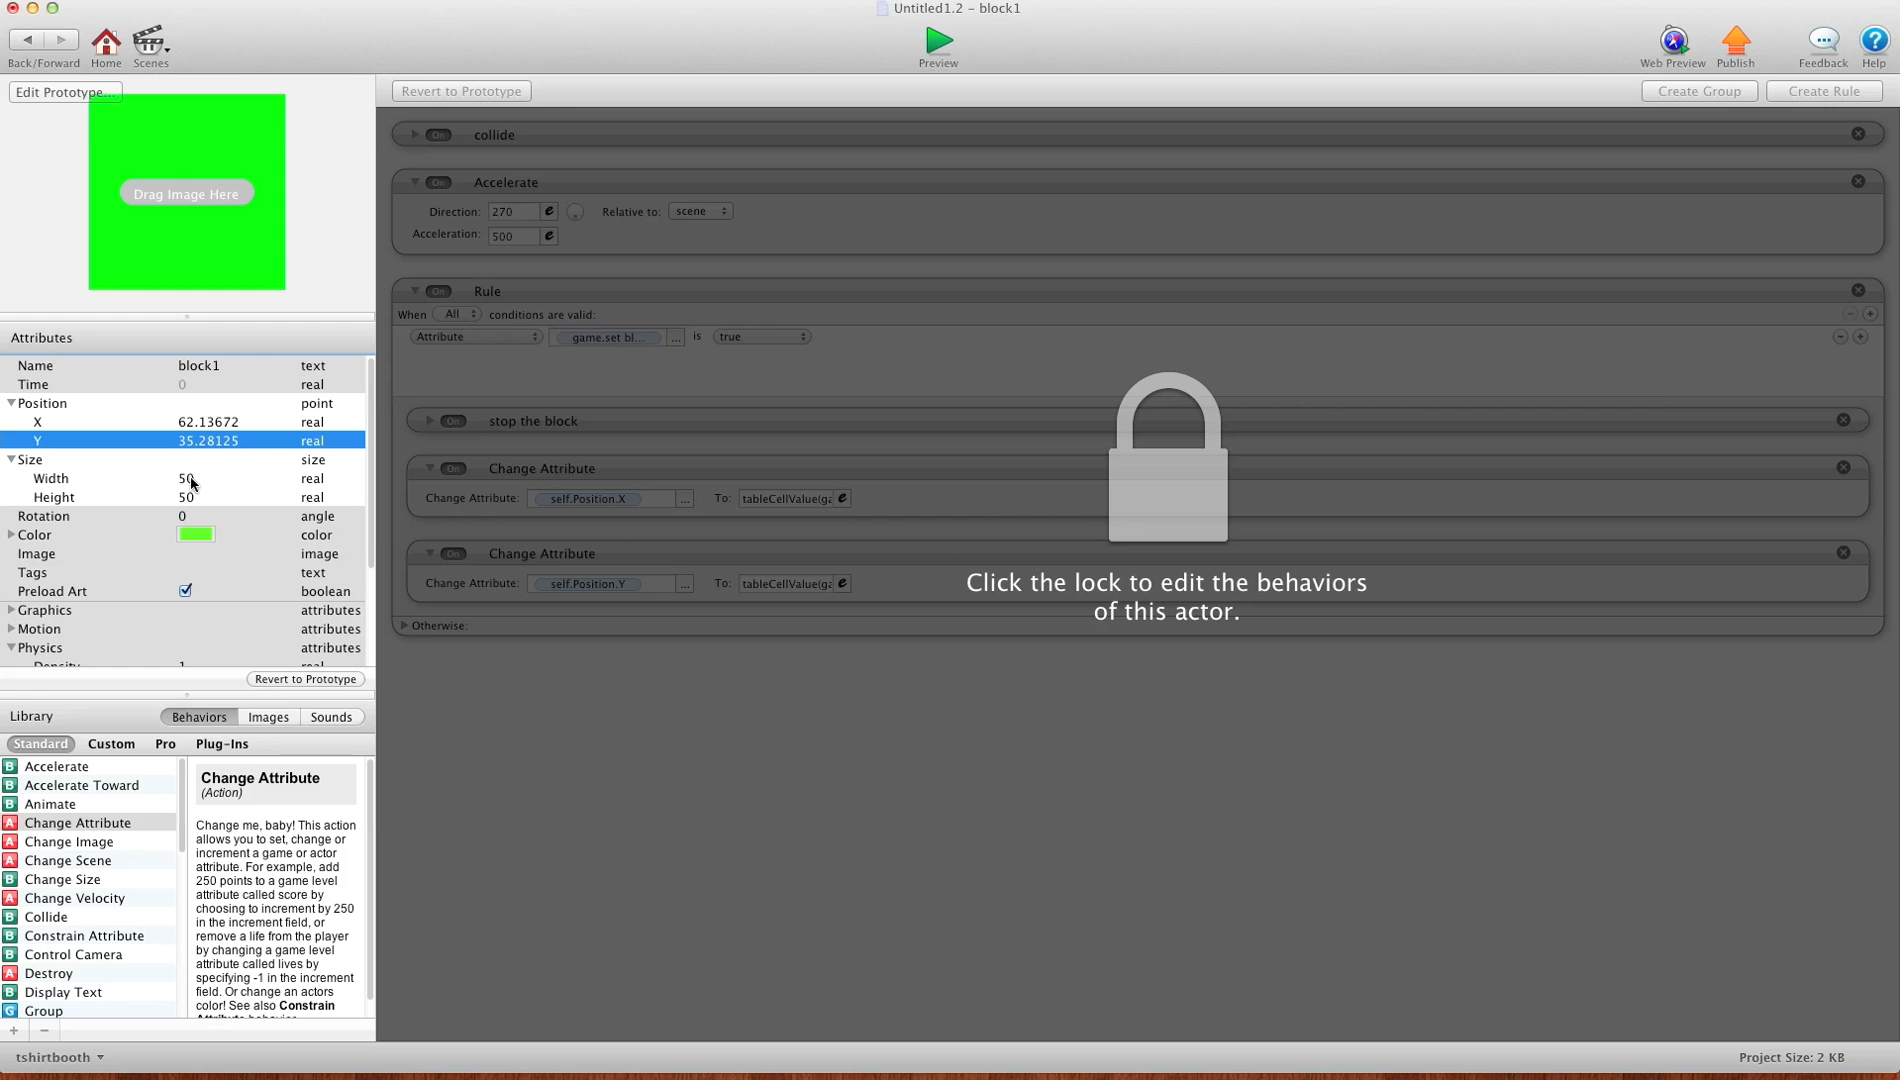 Untitled1.2 – block1
Back/Forward Home Scenes Preview Web Preview Publish Feedback Help
Edit Prototype...
Drag Image Here
Revert to Prototype Create Group Create Rule
Attributes
Name block1 text
Time 0 real
Position point
X 62.13672 real
Y 35.28125 real
Size size
Width 50 real
Height 50 real
Rotation 0 angle
Color color
Image image
Tags text
Preload Art boolean
Graphics attributes
Motion attributes
Physics attributes
Density 1 real
Revert to Prototype
Library Behaviors Images Sounds
Standard Custom Pro Plug-Ins
Accelerate
Accelerate Toward
Animate
Change Attribute
Change Image
Change Scene
Change Size
Change Velocity
Collide
Constrain Attribute
Control Camera
Destroy
Display Text
Group
Change Attribute
(Action)
Change me, baby! This action
allows you to set, change or
increment a game or actor
attribute. For example, add
250 points to a game level
attribute called score by
choosing to increment by 250
in the increment field, or
remove a life from the player
by changing a game level
attribute called lives by
specifying -1 in the increment
field. Or change an actors
color! See also Constrain
Attribute behavior.
On collide
On Accelerate
Direction: 270 e Relative to: scene
Acceleration: 500 e
On Rule
When All conditions are valid:
Attribute game.set bl... ... is true
On stop the block
On Change Attribute
Change Attribute: self.Position.X ... To: tableCellValue(ga e
On Change Attribute
Change Attribute: self.Position.Y ... To: tableCellValue(ga e
Otherwise:
Click the lock to edit the behaviors
of this actor.
tshirtbooth Project Size: 2 KB